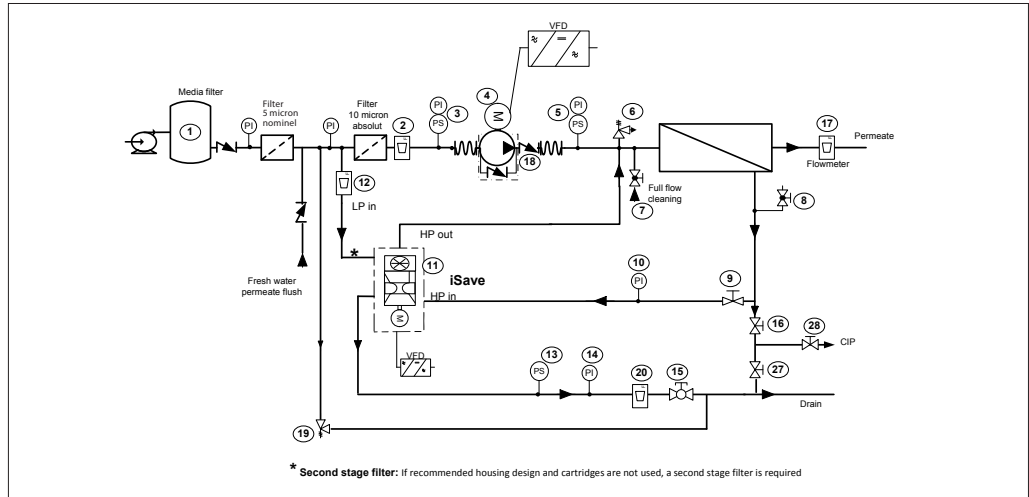 VFD
Media filter
Filter
5 micron
nominel
Filter
10 micron
absolut
1
PI
PI
2
PI
PS
3
4
M
5
PI
PS
6
17
Permeate
Flowmeter
18
12
LP in
Full flow
cleaning
7
8
HP out
*
11
iSave
10
PI
9
Fresh water
permeate flush
HP in
M
16
28
CIP
VFD
13
PS
14
PI
20
15
27
Drain
19
* Second stage filter: If recommended housing design and cartridges are not used, a second stage filter is required